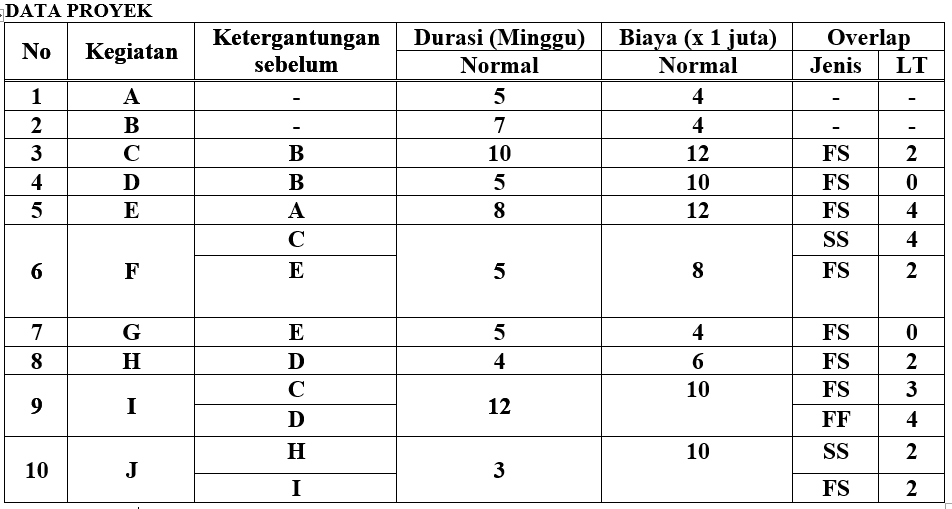 DATA PROYEK
No Kegiatan Ketergantungan sebelum Durasi (Minggu) Biaya (x 1 juta) Overlap
Normal Normal Jenis LT
1 A - 5 4 - -
2 B - 7 4 - -
3 C B 10 12 FS 2
4 D B 5 10 FS 0
5 E A 8 12 FS 4
6 F C 5 8 SS 4
E FS 2
7 G E 5 4 FS 0
8 H D 4 6 FS 2
9 I C 12 10 FS 3
D FF 4
10 J H 3 10 SS 2
I FS 2